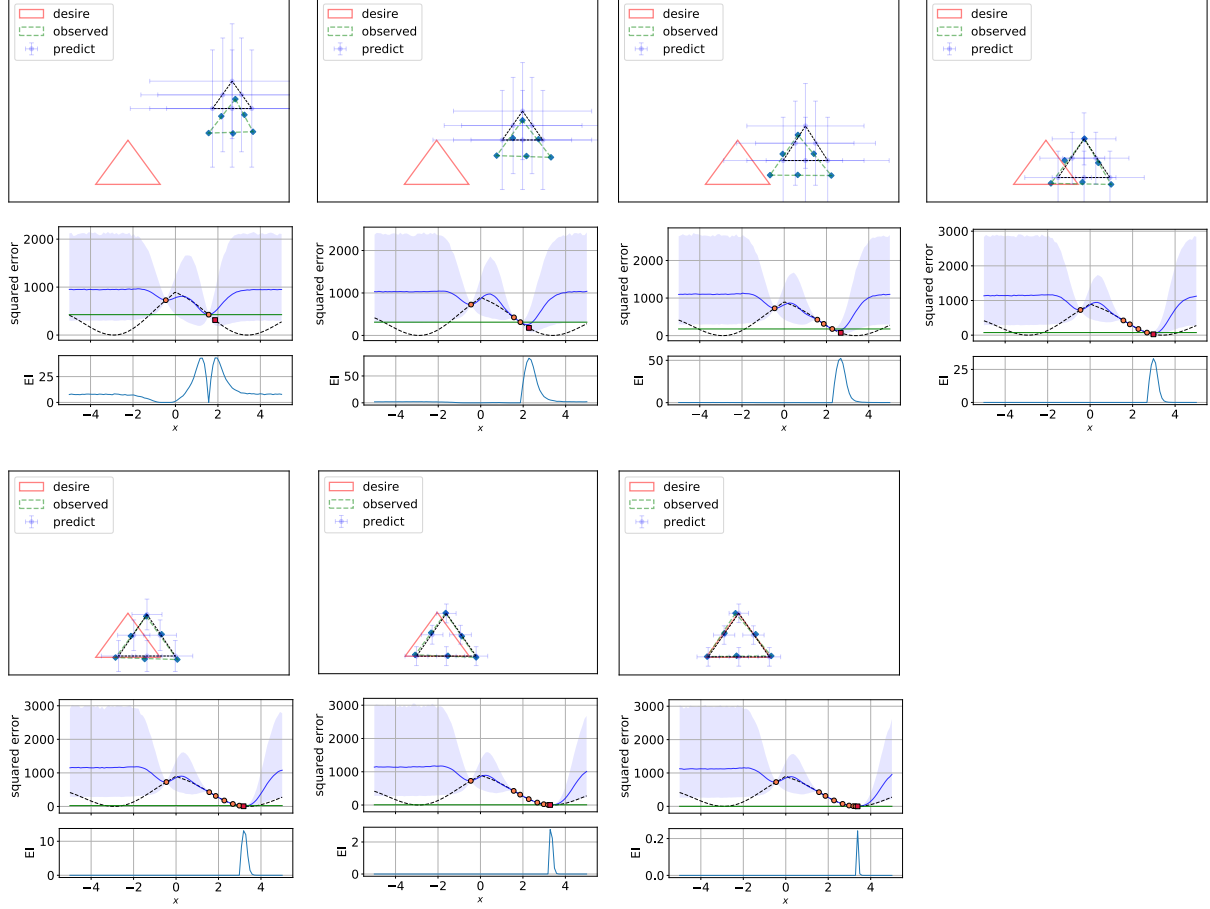 desire
observed
predict
desire
observed
predict
desire
observed
predict
desire
observed
predict
squared error
2000
1000
0
EI
25
0
−4 −2 0 2 4
x
squared error
2000
1000
0
EI
50
0
−4 −2 0 2 4
x
squared error
2000
1000
0
EI
50
0
−4 −2 0 2 4
x
squared error
3000
2000
1000
0
EI
25
0
−4 −2 0 2 4
x
desire
observed
predict
desire
observed
predict
desire
observed
predict
squared error
3000
2000
1000
0
EI
10
0
−4 −2 0 2 4
x
squared error
3000
2000
1000
0
EI
2
0
−4 −2 0 2 4
x
squared error
3000
2000
1000
0
EI
0.2
0.0
−4 −2 0 2 4
x